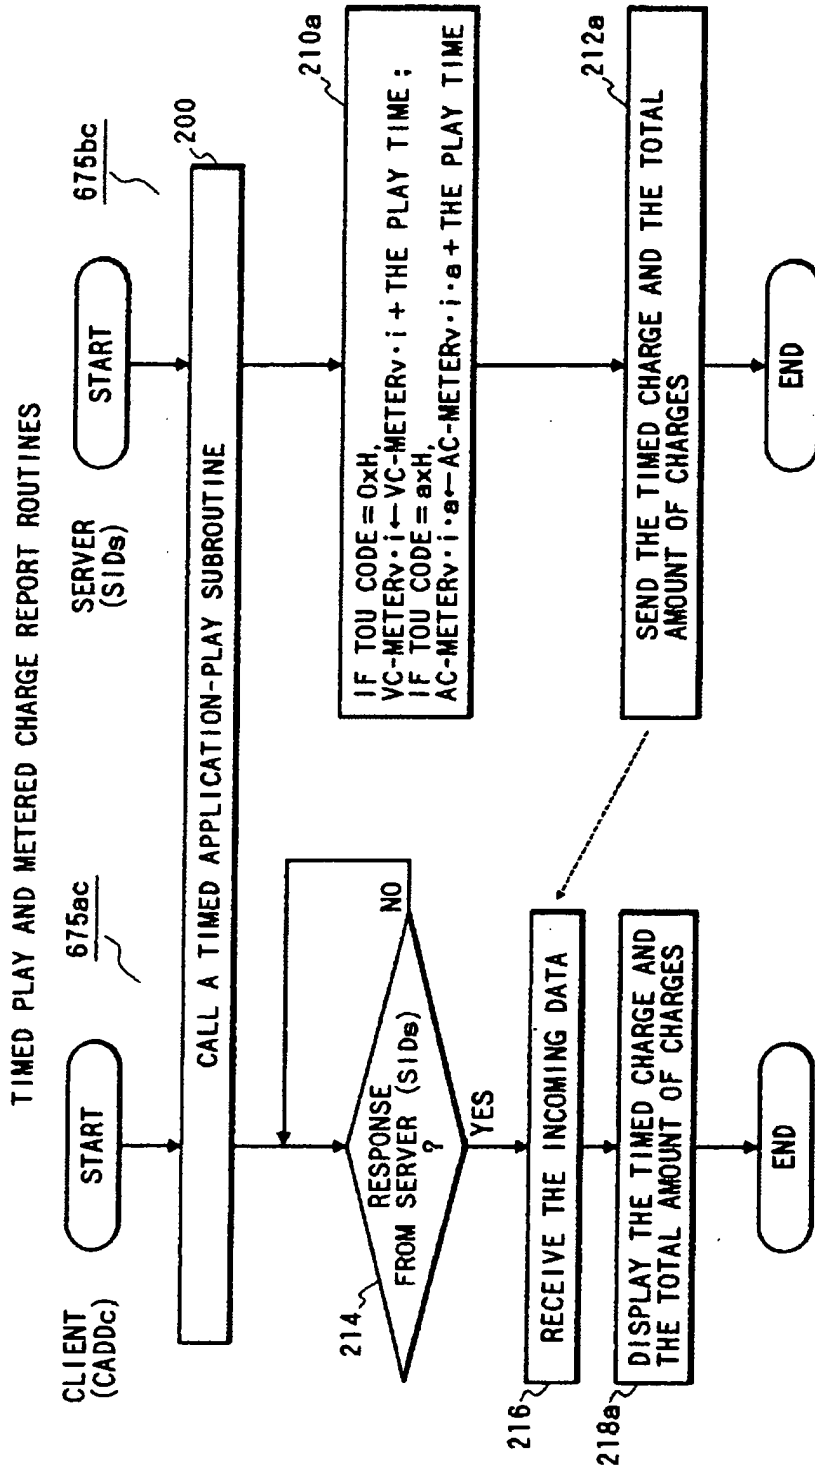 TIMED PLAY AND METERED CHARGE REPORT ROUTINES
CLIENT
(CADDc)
675ac
SERVER
(SIDs)
675bc
START
START
200
CALL A TIMED APPLICATION-PLAY SUBROUTINE
214
RESPONSE
FROM SERVER (SIDs)
?
NO
YES
210a
IF TOU CODE=0xH,
VC-METERv·i←VC-METERv·i+THE PLAY TIME;
IF TOU CODE=axH,
AC-METERv·i·a←AC-METERv·i·a+THE PLAY TIME
216
RECEIVE THE INCOMING DATA
212a
SEND THE TIMED CHARGE AND THE TOTAL
AMOUNT OF CHARGES
218a
DISPLAY THE TIMED CHARGE AND
THE TOTAL AMOUNT OF CHARGES
END
END